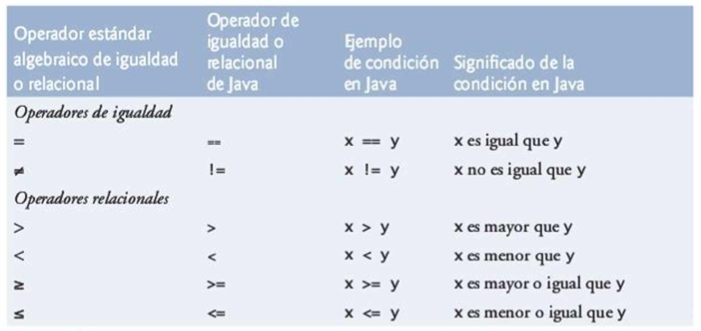 Operador estándar algebraico de igualdad o relacional | Operador de igualdad o relacional de Java | Ejemplo de condición en Java | Significado de la condición en Java
Operadores de igualdad
= == x == y x es igual que y
≠ != x != y x no es igual que y
Operadores relacionales
> > x > y x es mayor que y
< < x < y x es menor que y
≥ >= x >= y x es mayor o igual que y
≤ <= x <= y x es menor o igual que y